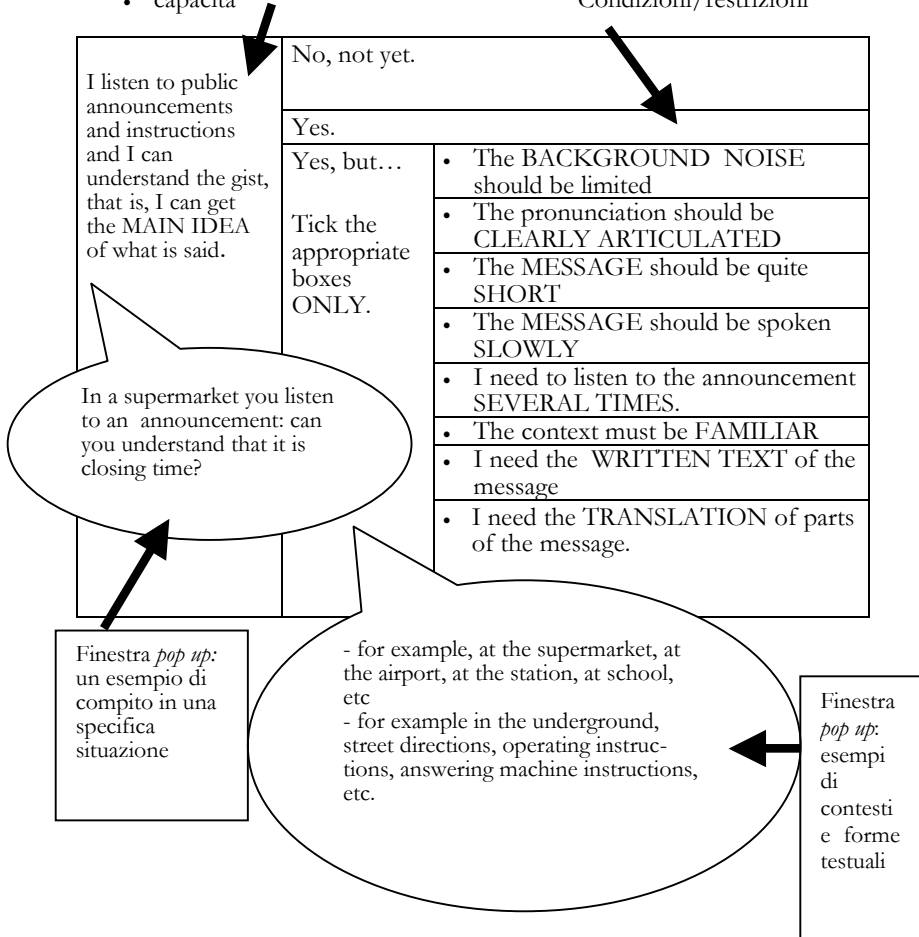 • capacità
Condizioni/restrizioni
I listen to public
announcements
and instructions
and I can
understand the gist,
that is, I can get
the MAIN IDEA
of what is said.
No, not yet.
Yes.
Yes, but…
Tick the
appropriate
boxes
ONLY.
• The BACKGROUND NOISE
should be limited
• The pronunciation should be
CLEARLY ARTICULATED
• The MESSAGE should be quite
SHORT
• The MESSAGE should be spoken
SLOWLY
• I need to listen to the announcement
SEVERAL TIMES.
• The context must be FAMILIAR
• I need the WRITTEN TEXT of the
message
• I need the TRANSLATION of parts
of the message.
In a supermarket you listen
to an announcement: can
you understand that it is
closing time?
Finestra pop up:
un esempio di
compito in una
specifica
situazione
- for example, at the supermarket, at
the airport, at the station, at school,
etc
- for example in the underground,
street directions, operating instruc-
tions, answering machine instructions,
etc.
Finestra
pop up:
esempi
di
contesti
e forme
testuali